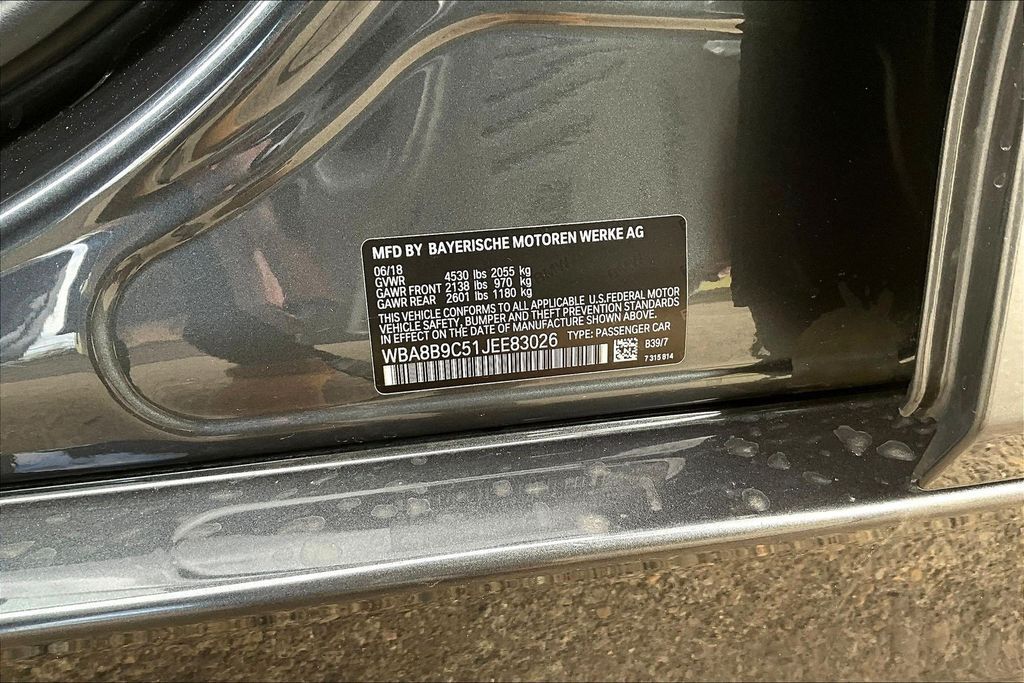 MFD BY BAYERISCHE MOTOREN WERKE AG
06/18
GVWR 4530 lbs 2055 kg
GAWR FRONT 2138 lbs 970 kg
GAWR REAR 2601 lbs 1180 kg
THIS VEHICLE CONFORMS TO ALL APPLICABLE U.S.FEDERAL MOTOR
VEHICLE SAFETY, BUMPER AND THEFT PREVENTION STANDARDS
IN EFFECT ON THE DATE OF MANUFACTURE SHOWN ABOVE.
WBA8B9C51JEE83026 TYPE: PASSENGER CAR
B39/7
7 315 814